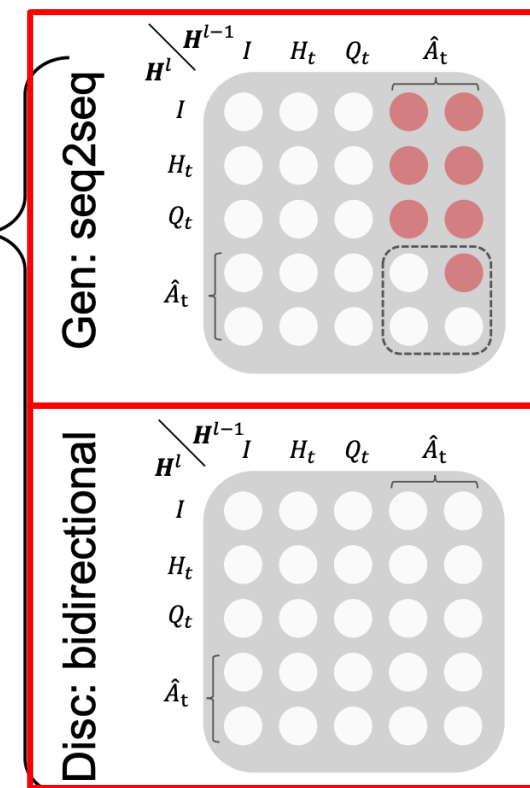 Gen: seq2seq
H^{l-1}
H^l
I H_t Q_t Â_t
I
H_t
Q_t
Â_t
Disc: bidirectional
H^{l-1}
H^l
I H_t Q_t Â_t
I
H_t
Q_t
Â_t